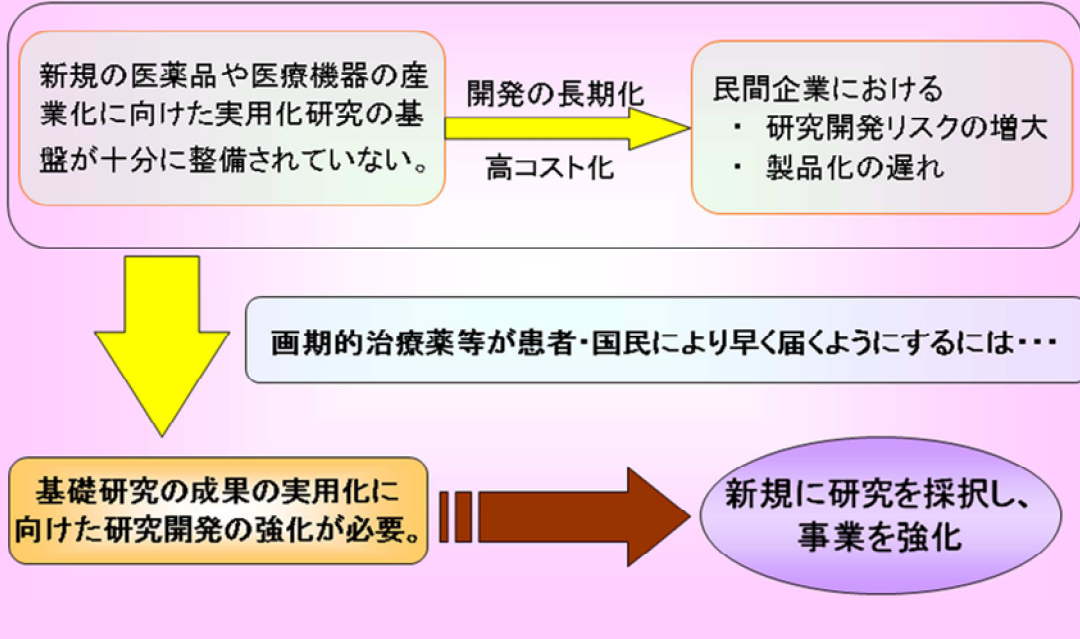 新規の医薬品や医療機器の産
業化に向けた実用化研究の基
盤が十分に整備されていない。
開発の長期化
高コスト化
民間企業における
・ 研究開発リスクの増大
・ 製品化の遅れ
画期的治療薬等が患者・国民により早く届くようにするには・・・
基礎研究の成果の実用化に
向けた研究開発の強化が必要。
新規に研究を採択し、
事業を強化